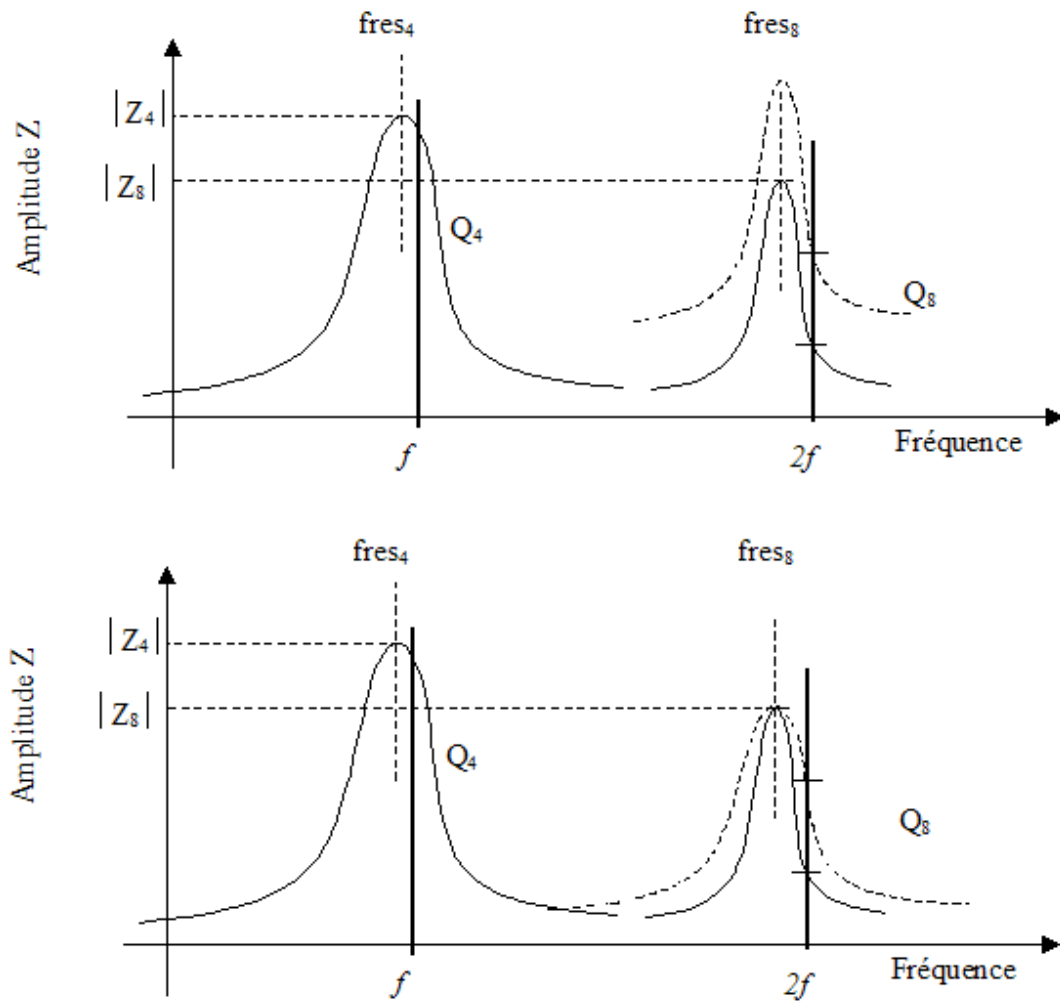 fres₄
fres₈
|Z₄|
|Z₈|
Amplitude Z
Q₄
Q₈
f
2f
Fréquence
fres₄
fres₈
|Z₄|
|Z₈|
Amplitude Z
Q₄
Q₈
f
2f
Fréquence